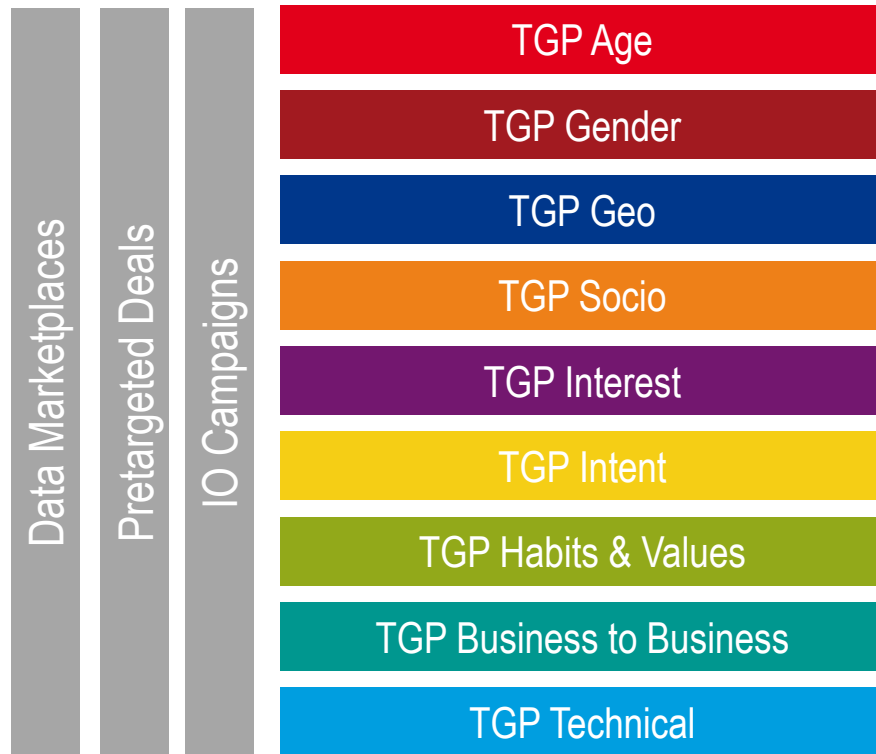 Data Marketplaces
Pretargeted Deals
IO Campaigns
TGP Age
TGP Gender
TGP Geo
TGP Socio
TGP Interest
TGP Intent
TGP Habits & Values
TGP Business to Business
TGP Technical